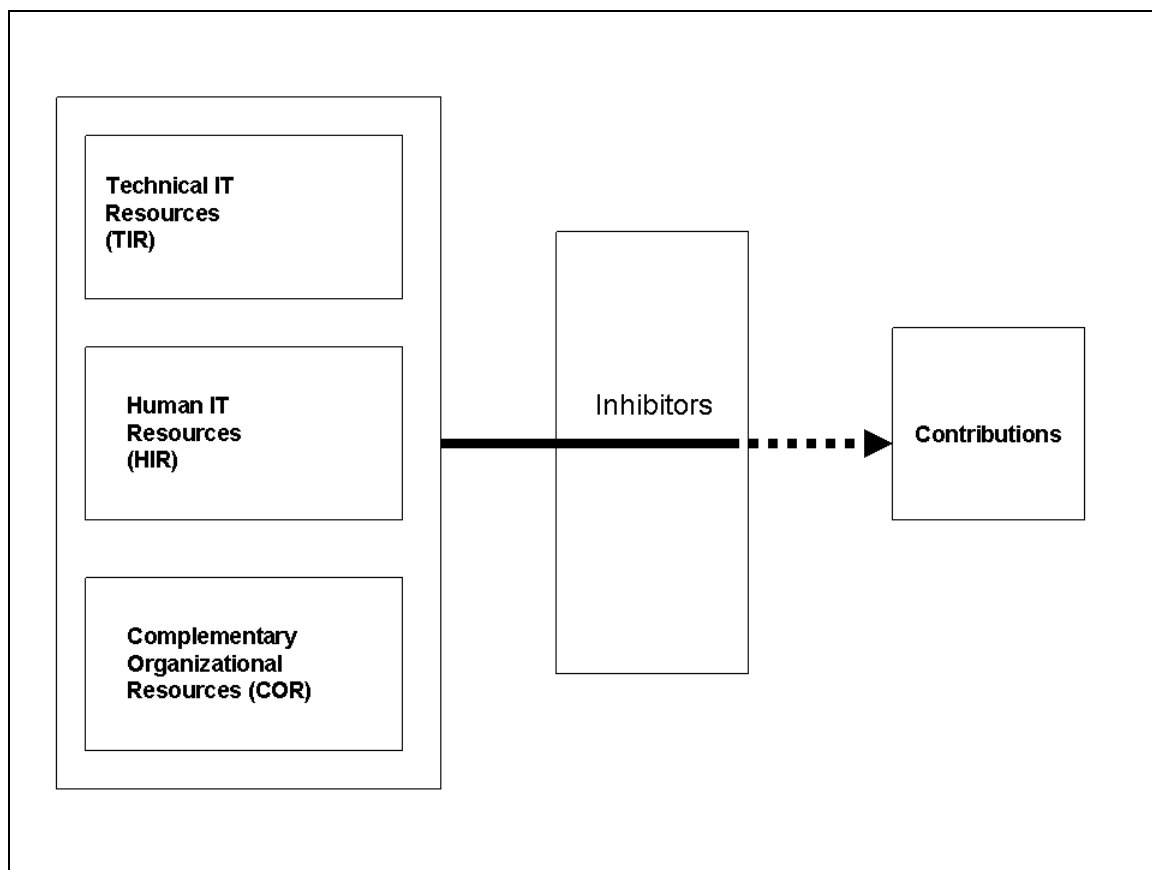 Technical IT
Resources
(TIR)
Human IT
Resources
(HIR)
Complementary
Organizational
Resources (COR)
Inhibitors
Contributions